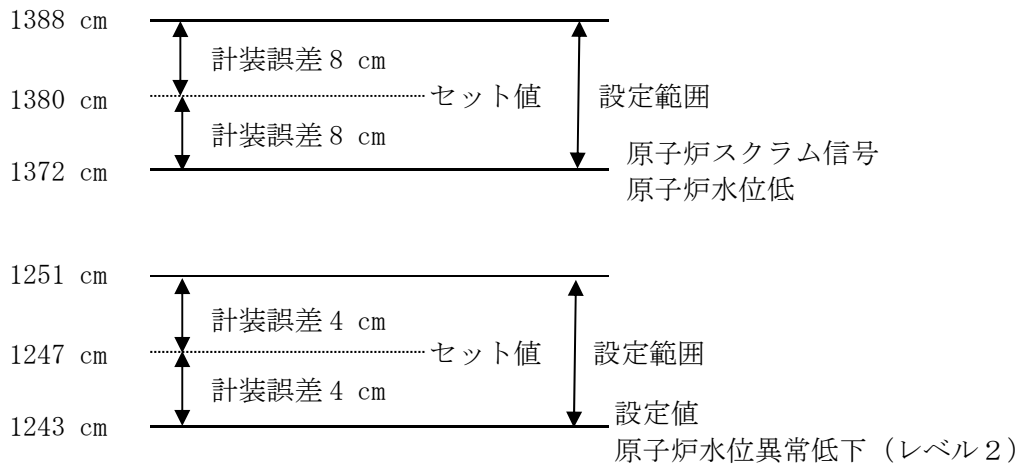 1388 cm
計装誤差８ cm
1380 cm
セット値
設定範囲
計装誤差８ cm
原子炉スクラム信号
1372 cm
原子炉水位低
1251 cm
計装誤差４ cm
1247 cm
セット値
設定範囲
計装誤差４ cm
設定値
1243 cm
原子炉水位異常低下（レベル２）